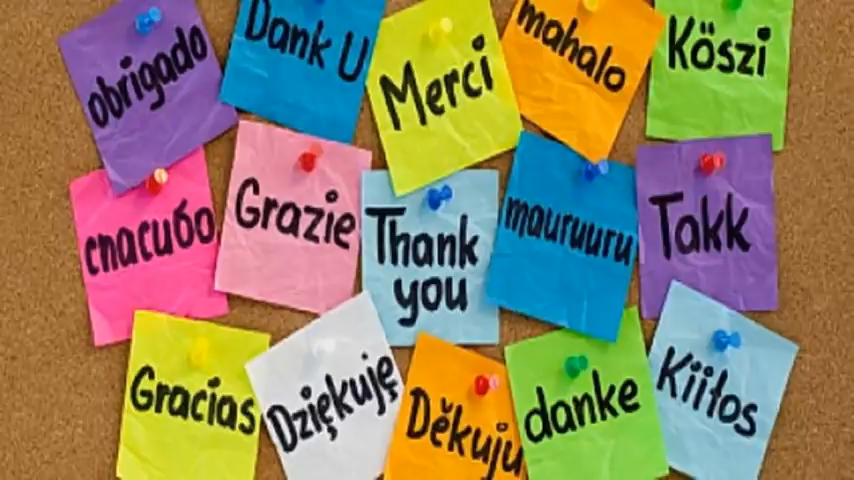 obrigado
Dank U
Merci
mahalo
Köszi
спасибо
Grazie
Thank
you
mauruuru
Takk
Gracias
Dziękuję
Děkuju
danke
Kiitos